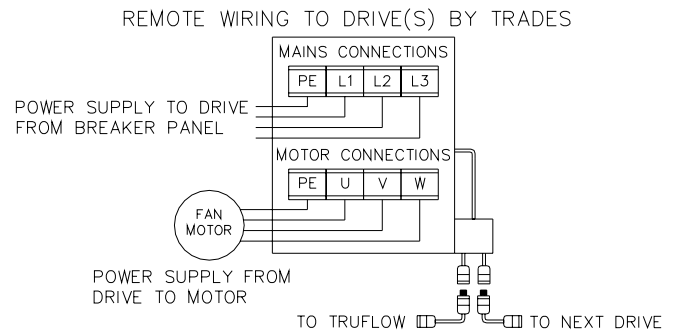 REMOTE WIRING TO DRIVE(S) BY TRADES
MAINS CONNECTIONS
PE L1 L2 L3
POWER SUPPLY TO DRIVE
FROM BREAKER PANEL
MOTOR CONNECTIONS
PE U V W
FAN
MOTOR
POWER SUPPLY FROM
DRIVE TO MOTOR
TO TRUFLOW
TO NEXT DRIVE